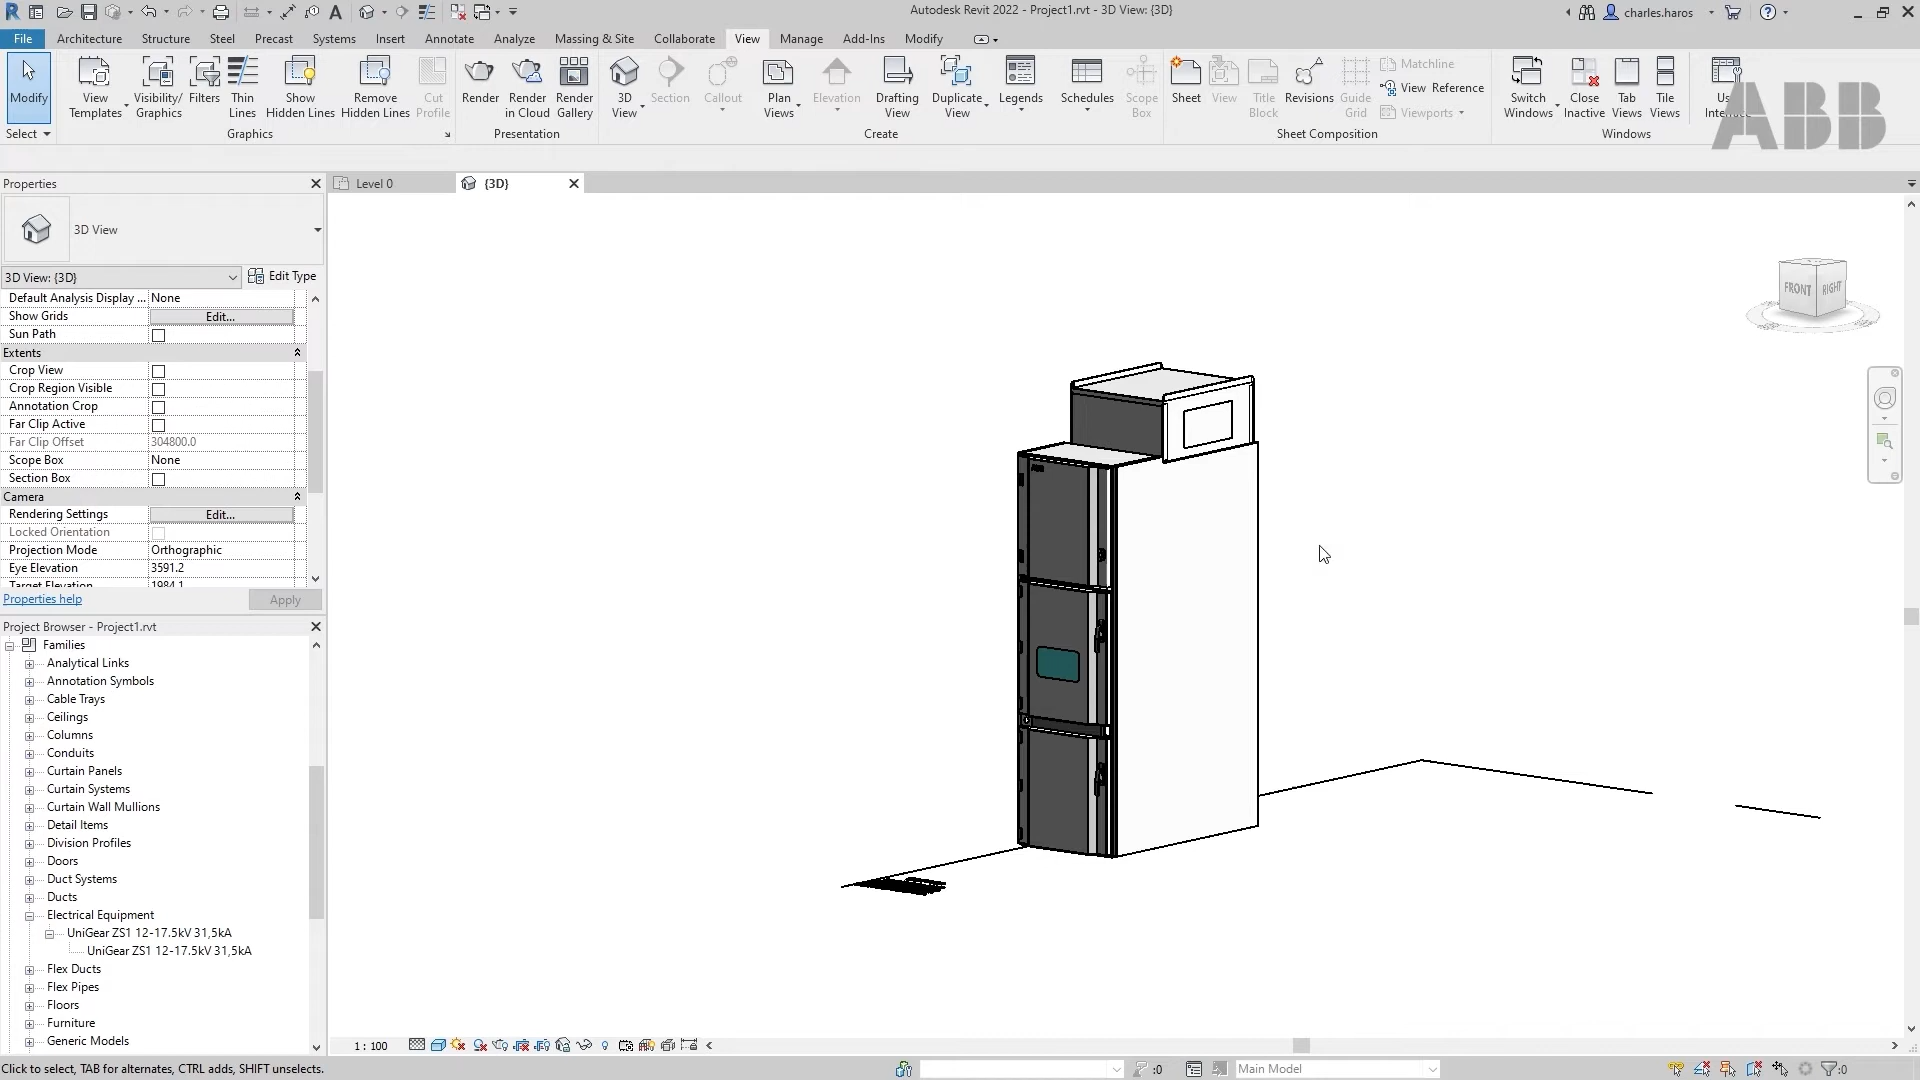 Autodesk Revit 2022 - Project1.rvt - 3D View: {3D}
charles.haros
File Architecture Structure Steel Precast Systems Insert Annotate Analyze Massing & Site Collaborate View Manage Add-Ins Modify
Modify
View Templates
Visibility/ Graphics
Filters
Thin Lines
Show Hidden Lines
Remove Hidden Lines
Cut Profile
Render
Render in Cloud
Render Gallery
3D View
Section
Callout
Plan Views
Elevation
Drafting View
Duplicate View
Legends
Schedules
Scope Box
Sheet
View
Title Block
Revisions
Guide Grid
Matchline
View Reference
Viewports
Switch Windows
Close Inactive
Tab Views
Tile Views
ABB
Select
Graphics
Presentation
Create
Sheet Composition
Windows
Properties
Level 0
{3D}
3D View
3D View: {3D}
Edit Type
Default Analysis Display ... None
Show Grids Edit...
Sun Path
Extents
Crop View
Crop Region Visible
Annotation Crop
Far Clip Active
Far Clip Offset 304800.0
Scope Box None
Section Box
Camera
Rendering Settings Edit...
Locked Orientation
Projection Mode Orthographic
Eye Elevation 3591.2
Target Elevation 1984.1
Properties help
Apply
Project Browser - Project1.rvt
Families
Analytical Links
Annotation Symbols
Cable Trays
Ceilings
Columns
Conduits
Curtain Panels
Curtain Systems
Curtain Wall Mullions
Detail Items
Division Profiles
Doors
Duct Systems
Ducts
Electrical Equipment
UniGear ZS1 12-17.5kV 31,5kA
UniGear ZS1 12-17.5kV 31,5kA
Flex Ducts
Flex Pipes
Floors
Furniture
Generic Models
FRONT RIGHT
ABB
1 : 100
Click to select, TAB for alternates, CTRL adds, SHIFT unselects.
:0
Main Model
:0